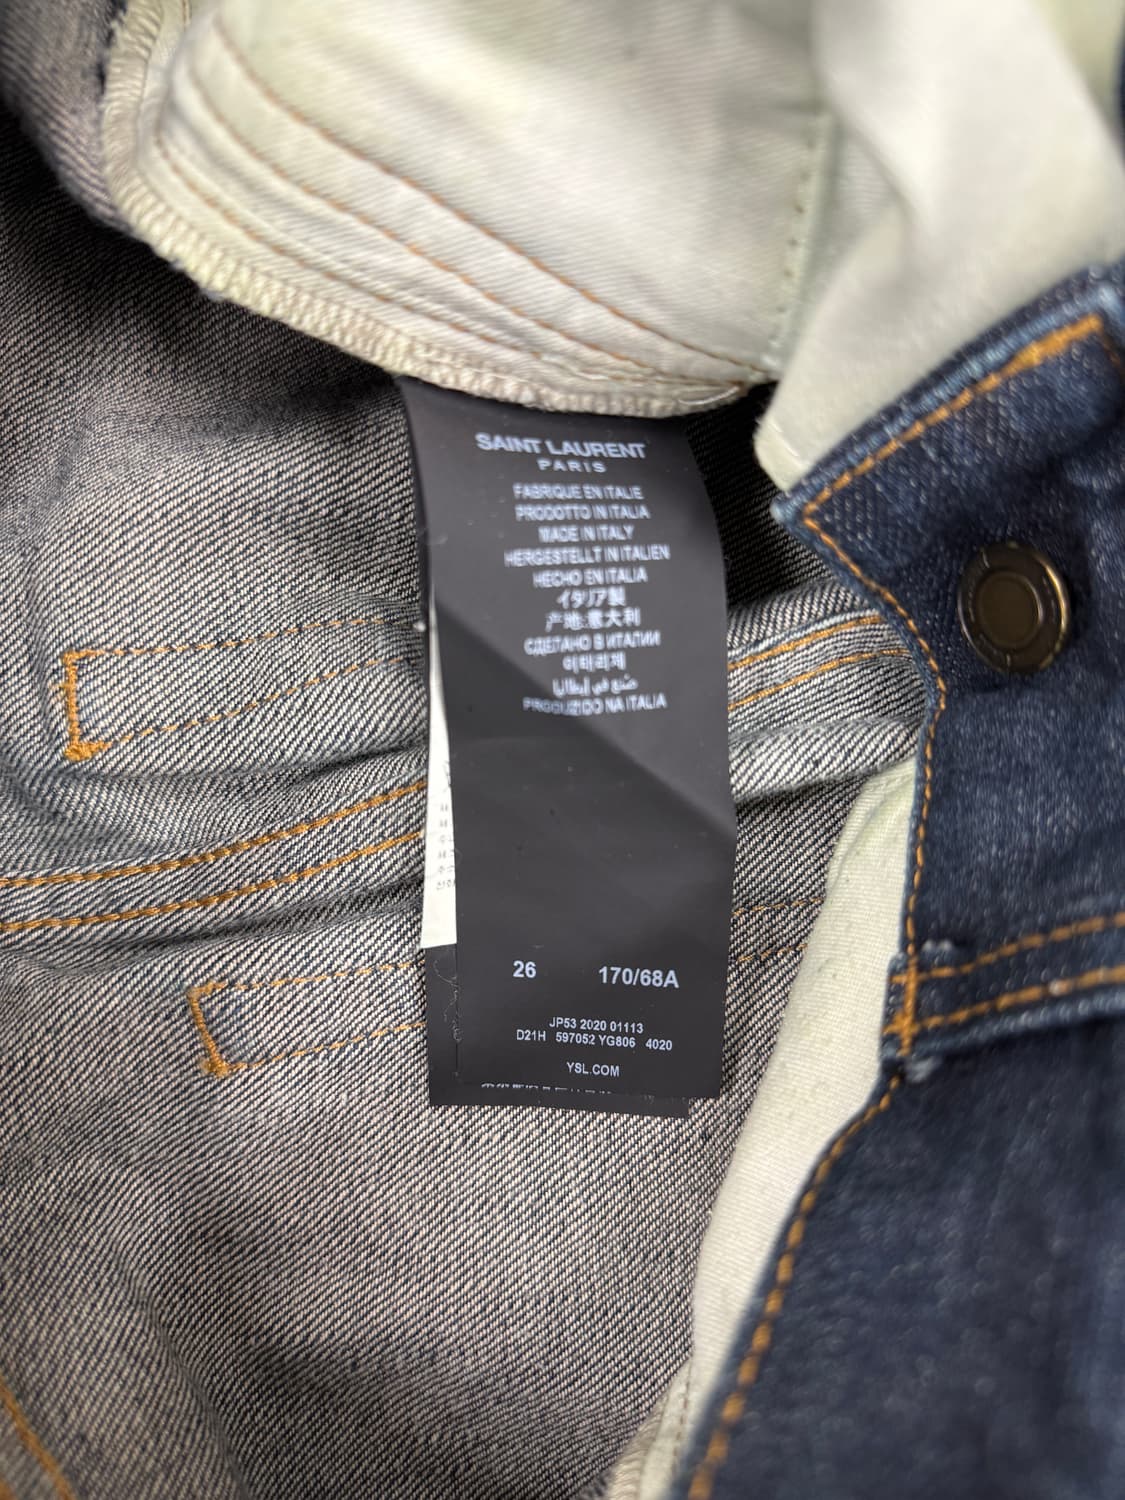 SAINT LAURENT
PARIS
FABRIQUE EN ITALIE
PRODOTTO IN ITALIA
MADE IN ITALY
HERGESTELLT IN ITALIEN
HECHO EN ITALIA
イタリア製
产地:意大利
СДЕЛАНО В ИТАЛИИ
이태리제
صنع في إيطاليا
PRODUZIDO NA ITALIA
26 170/68A
JP53 2020 01113
D21H 597052 YG806 4020
YSL.COM